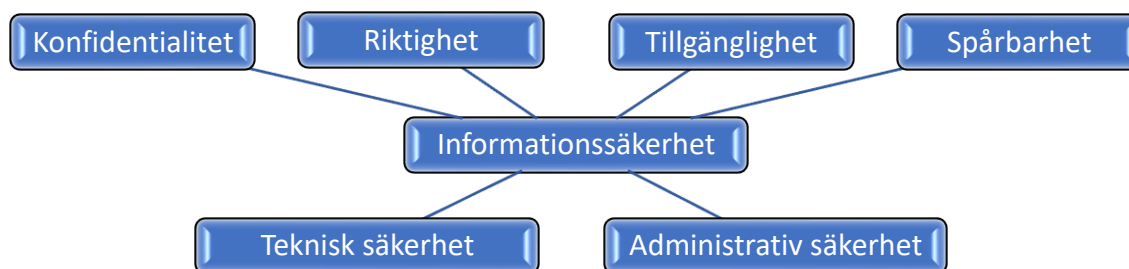 Konfidentialitet
Riktighet
Tillgänglighet
Spårbarhet
Informationssäkerhet
Teknisk säkerhet
Administrativ säkerhet